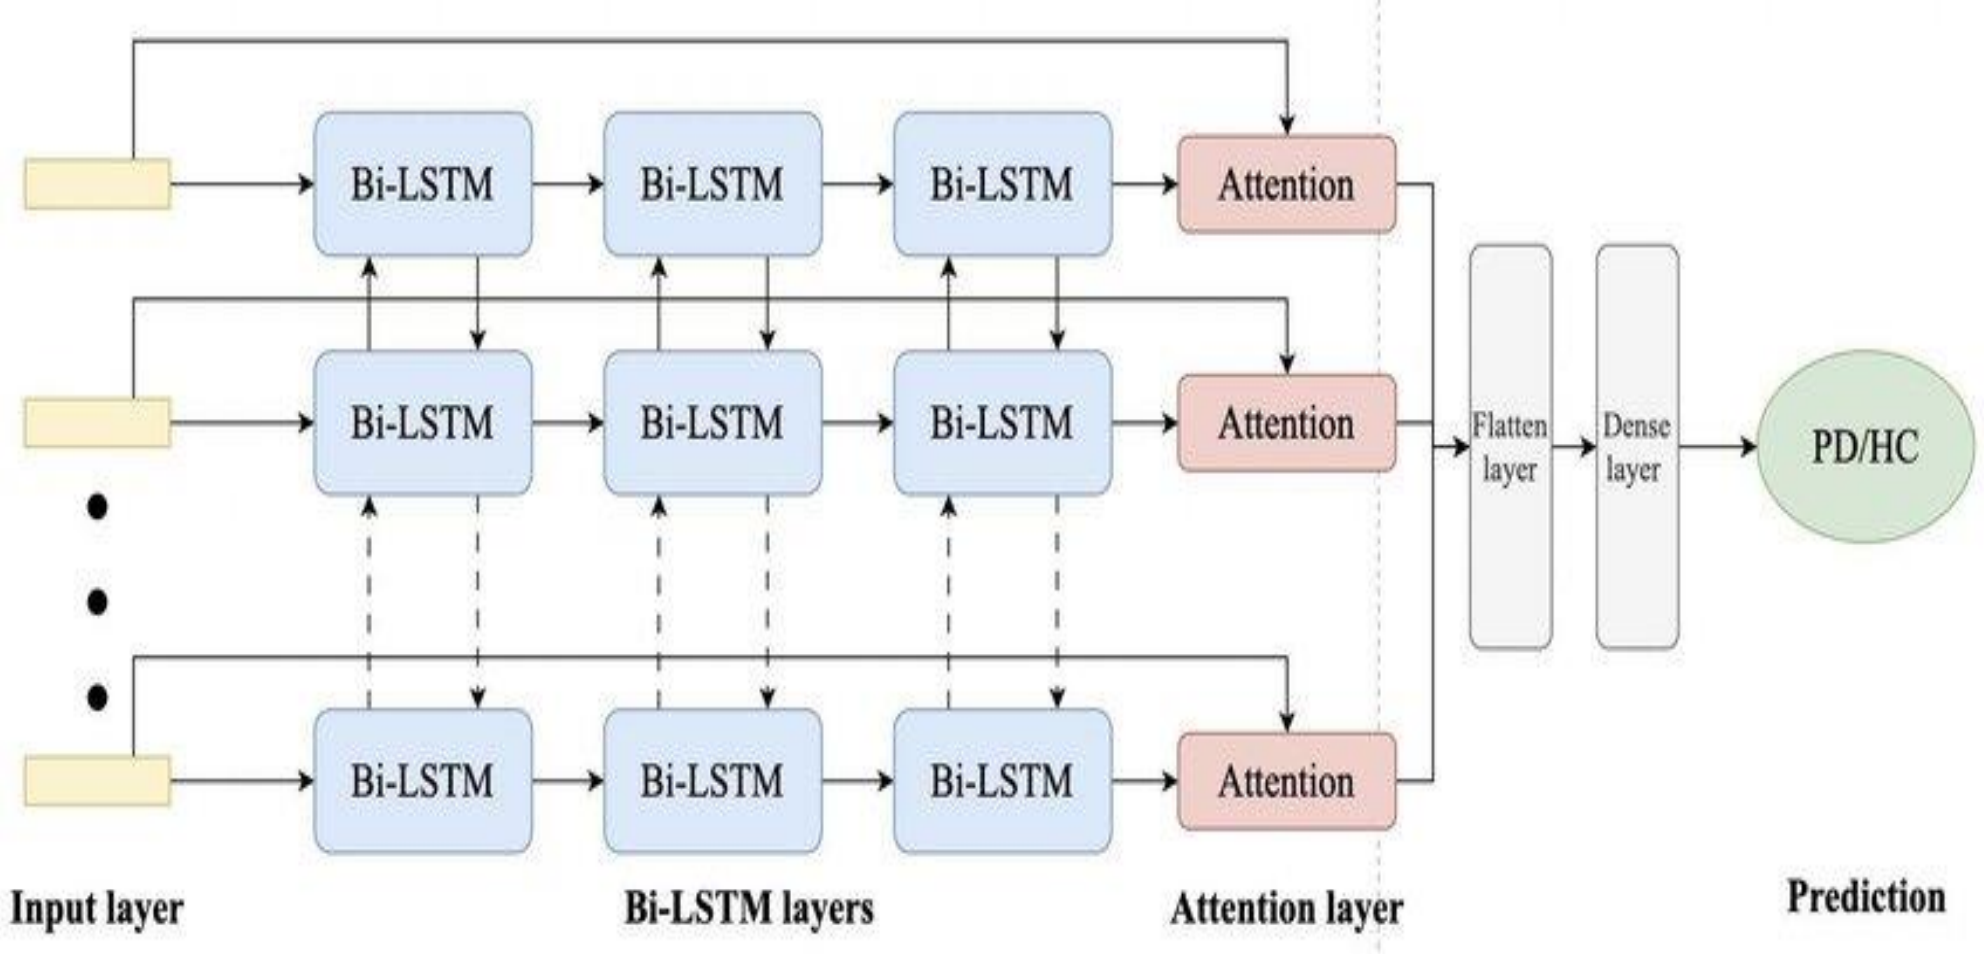 Bi-LSTM
Bi-LSTM
Bi-LSTM
Attention
Bi-LSTM
Bi-LSTM
Bi-LSTM
Attention
Flatten
layer
Dense
layer
PD/HC
Bi-LSTM
Bi-LSTM
Bi-LSTM
Attention
Input layer
Bi-LSTM layers
Attention layer
Prediction